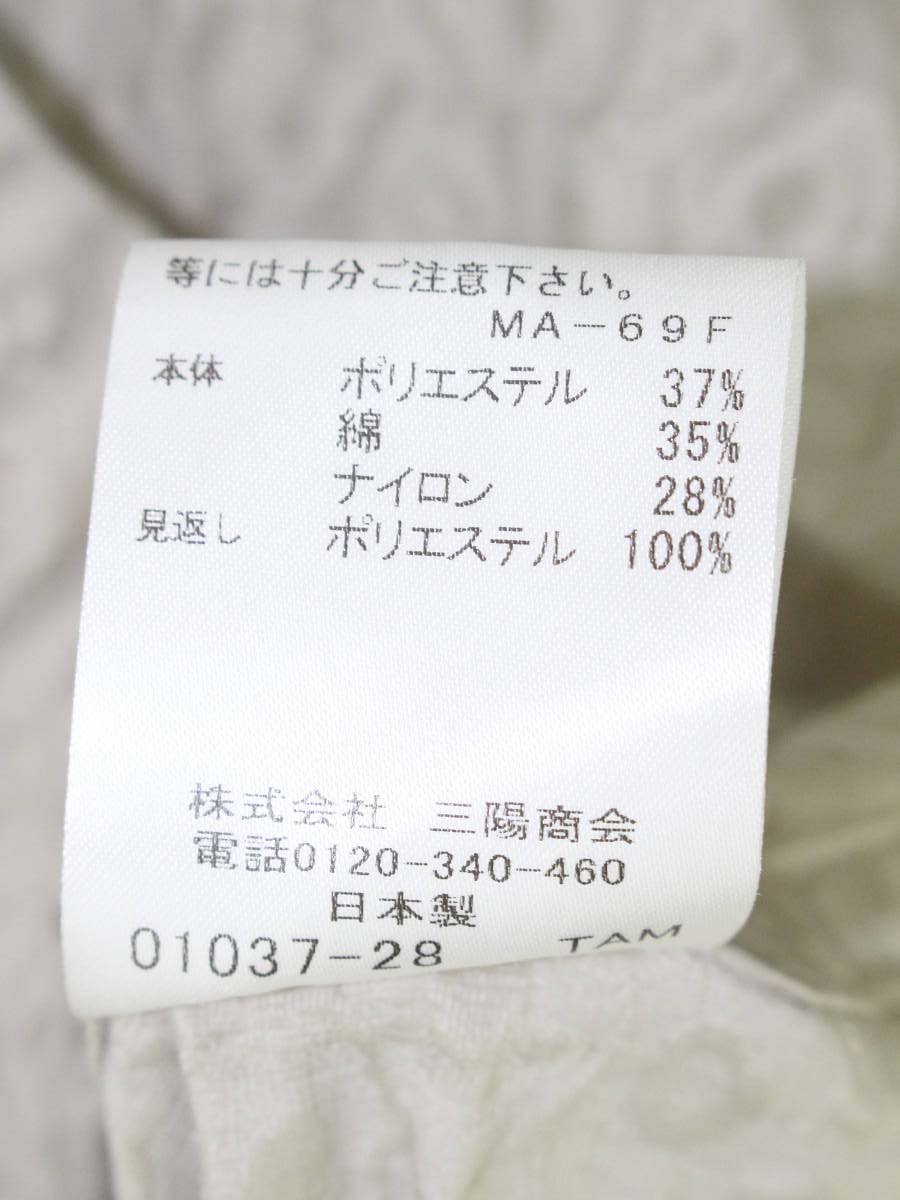 等には十分ご注意下さい。
MA-69F
本体 ポリエステル 37%
綿 35%
ナイロン 28%
見返し ポリエステル 100%
株式会社 三陽商会
電話0120-340-460
日本製
01037-28 TAM